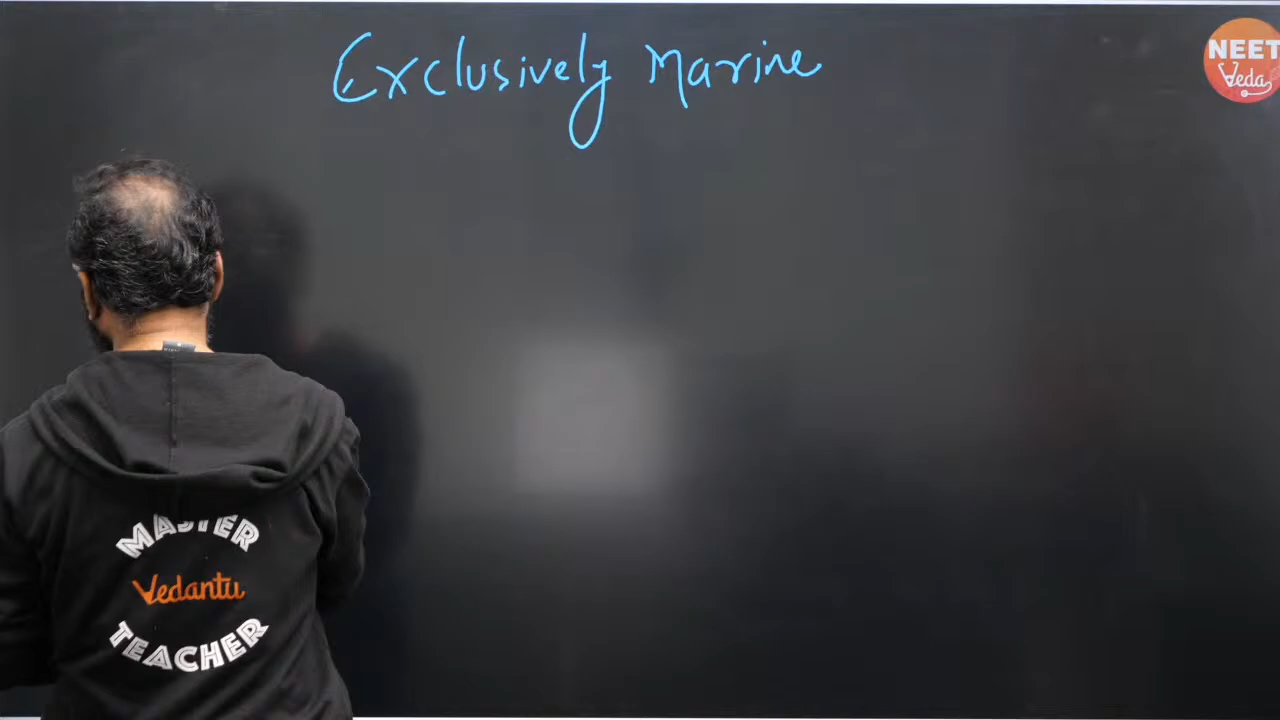 Exclusively Marine
NEET
Veda
MASTER
Vedantu
TEACHER